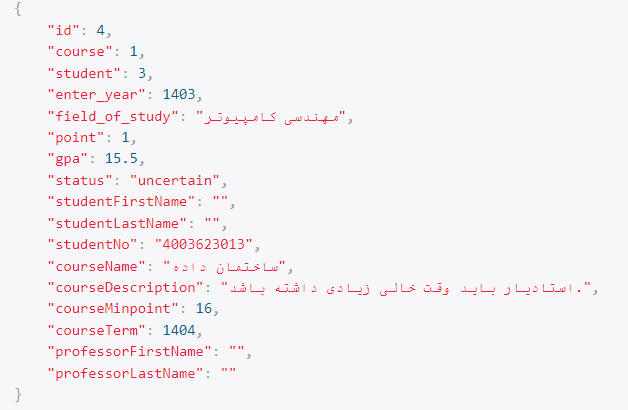 {
"id": 4,
"course": 1,
"student": 3,
"enter_year": 1403,
"field_of_study": "مهندسی کامپیوتر",
"point": 1,
"gpa": 15.5,
"status": "uncertain",
"studentFirstName": "",
"studentLastName": "",
"studentNo": "4003623013",
"courseName": "ساختمان داده",
"courseDescription": "استادیار باید وقت خالی زیادی داشته باشد.",
"courseMinpoint": 16,
"courseTerm": 1404,
"professorFirstName": "",
"professorLastName": ""
}